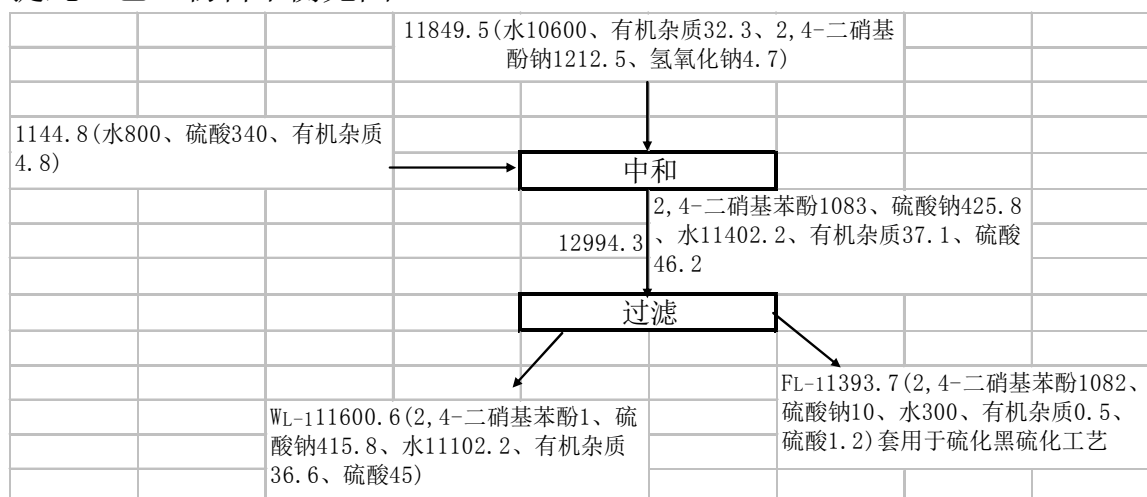 11849.5(水10600、有机杂质32.3、2,4-二硝基
酚钠1212.5、氢氧化钠4.7)
1144.8(水800、硫酸340、有机杂质
4.8)
中和
2,4-二硝基苯酚1083、硫酸钠425.8
12994.3
、水11402.2、有机杂质37.1、硫酸
46.2
过滤
FL-11393.7(2,4-二硝基苯酚1082、
硫酸钠10、水300、有机杂质0.5、
硫酸1.2)套用于硫化黑硫化工艺
WL-111600.6(2,4-二硝基苯酚1、硫
酸钠415.8、水11102.2、有机杂质
36.6、硫酸45)